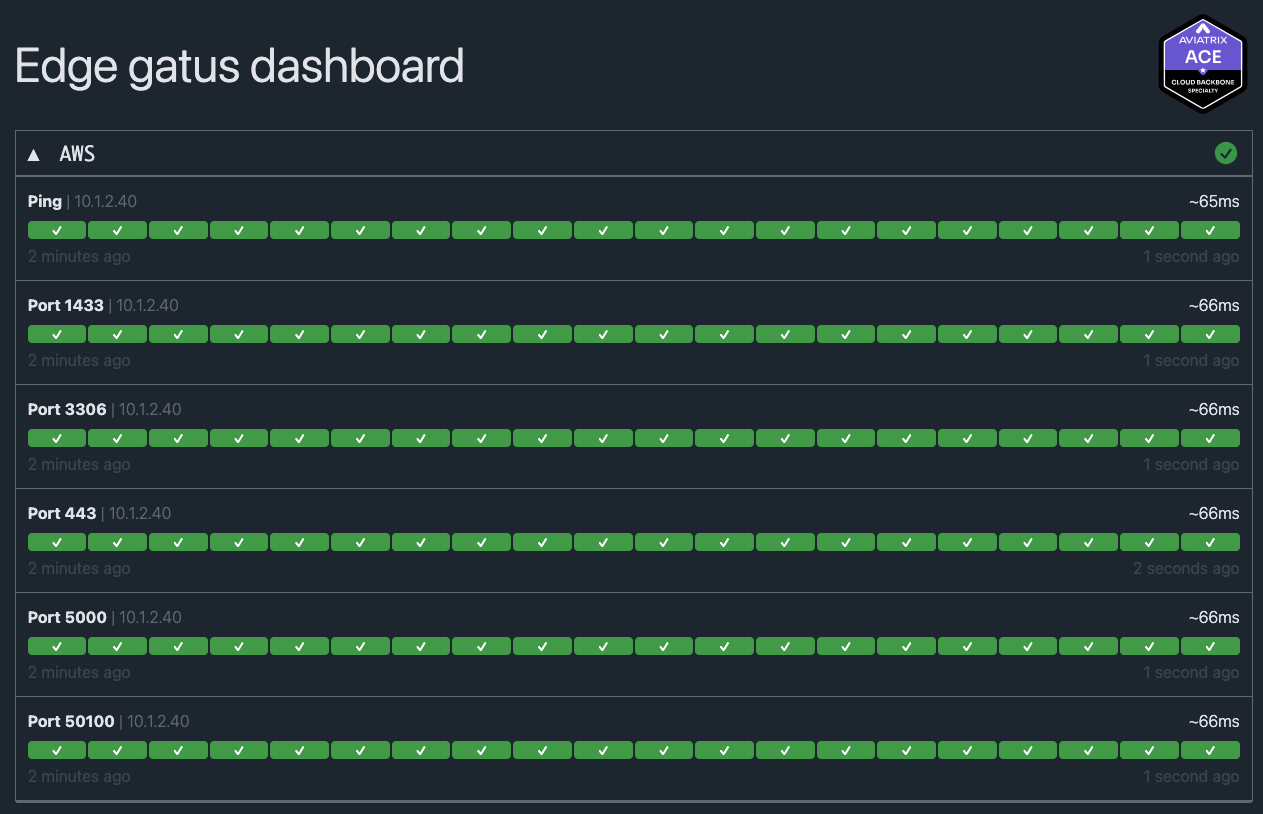 Edge gatus dashboard
AVIATRIX
ACE
CLOUD BACKBONE
SPECIALTY
▲ AWS
Ping | 10.1.2.40 ~65ms
✓ ✓ ✓ ✓ ✓ ✓ ✓ ✓ ✓ ✓ ✓ ✓ ✓ ✓ ✓ ✓ ✓ ✓ ✓ ✓
2 minutes ago 1 second ago
Port 1433 | 10.1.2.40 ~66ms
✓ ✓ ✓ ✓ ✓ ✓ ✓ ✓ ✓ ✓ ✓ ✓ ✓ ✓ ✓ ✓ ✓ ✓ ✓ ✓
2 minutes ago 1 second ago
Port 3306 | 10.1.2.40 ~66ms
✓ ✓ ✓ ✓ ✓ ✓ ✓ ✓ ✓ ✓ ✓ ✓ ✓ ✓ ✓ ✓ ✓ ✓ ✓ ✓
2 minutes ago 1 second ago
Port 443 | 10.1.2.40 ~66ms
✓ ✓ ✓ ✓ ✓ ✓ ✓ ✓ ✓ ✓ ✓ ✓ ✓ ✓ ✓ ✓ ✓ ✓ ✓ ✓
2 minutes ago 2 seconds ago
Port 5000 | 10.1.2.40 ~66ms
✓ ✓ ✓ ✓ ✓ ✓ ✓ ✓ ✓ ✓ ✓ ✓ ✓ ✓ ✓ ✓ ✓ ✓ ✓ ✓
2 minutes ago 1 second ago
Port 50100 | 10.1.2.40 ~66ms
✓ ✓ ✓ ✓ ✓ ✓ ✓ ✓ ✓ ✓ ✓ ✓ ✓ ✓ ✓ ✓ ✓ ✓ ✓ ✓
2 minutes ago 1 second ago